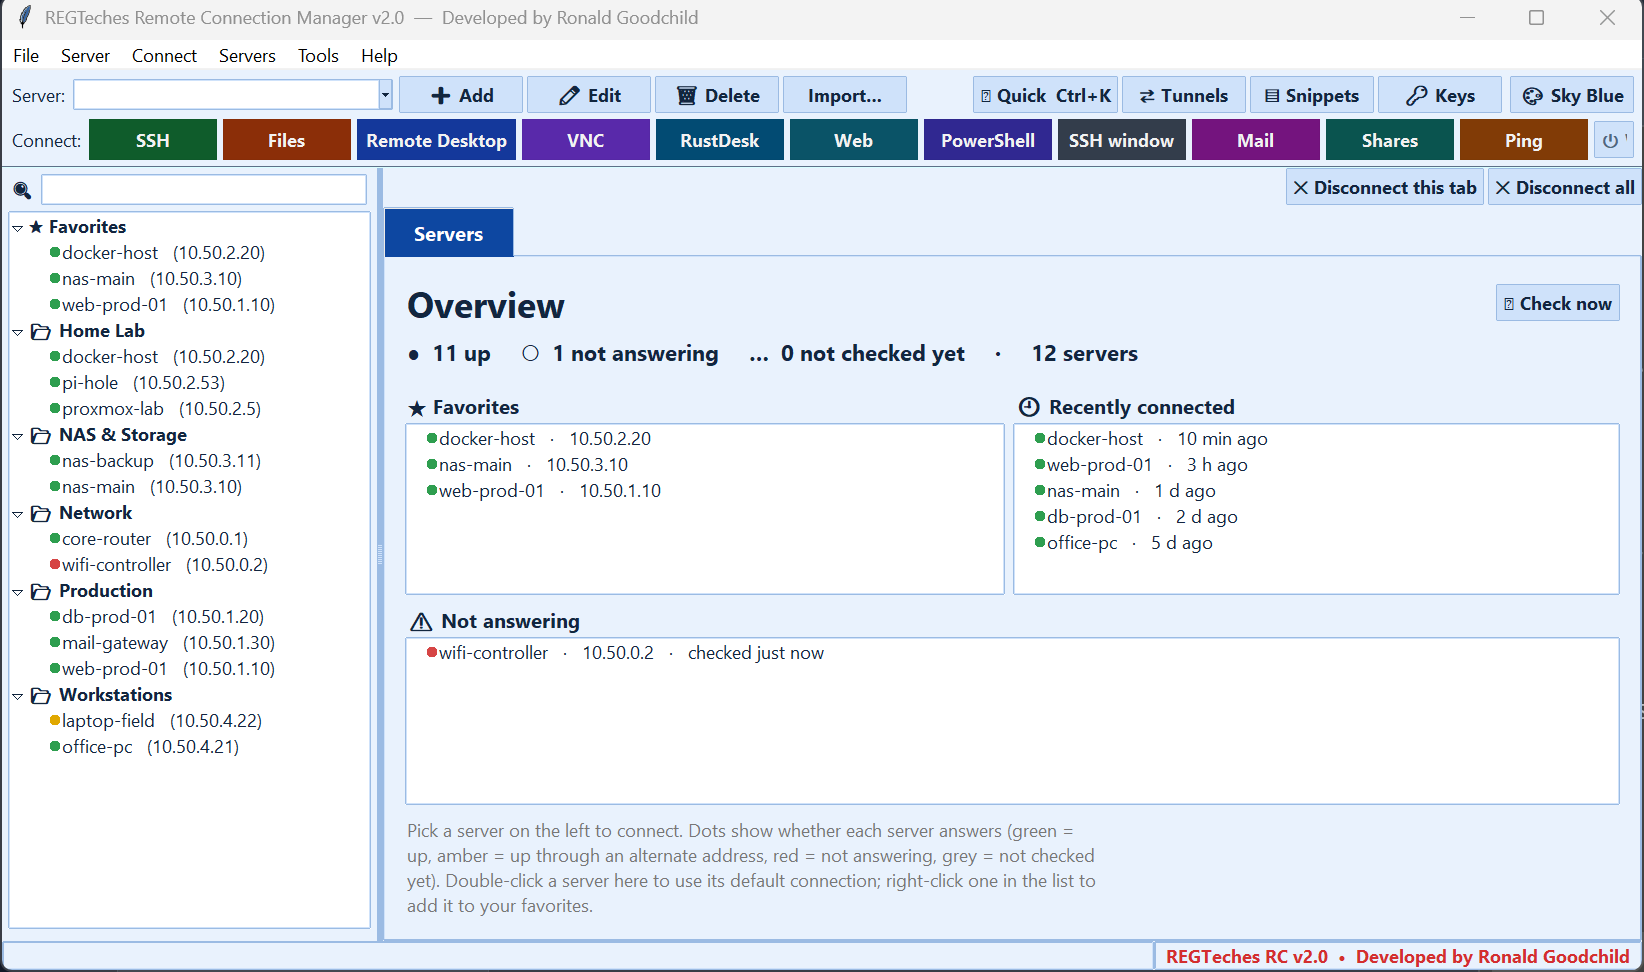 REGTeches Remote Connection Manager v2.0 — Developed by Ronald Goodchild
File Server Connect Servers Tools Help
Server: Add Edit Delete Import... Quick Ctrl+K Tunnels Snippets Keys Sky Blue
Connect: SSH Files Remote Desktop VNC RustDesk Web PowerShell SSH window Mail Shares Ping
Disconnect this tab Disconnect all
★ Favorites
docker-host (10.50.2.20)
nas-main (10.50.3.10)
web-prod-01 (10.50.1.10)
Home Lab
docker-host (10.50.2.20)
pi-hole (10.50.2.53)
proxmox-lab (10.50.2.5)
NAS & Storage
nas-backup (10.50.3.11)
nas-main (10.50.3.10)
Network
core-router (10.50.0.1)
wifi-controller (10.50.0.2)
Production
db-prod-01 (10.50.1.20)
mail-gateway (10.50.1.30)
web-prod-01 (10.50.1.10)
Workstations
laptop-field (10.50.4.22)
office-pc (10.50.4.21)
Servers
Overview
Check now
● 11 up ○ 1 not answering ... 0 not checked yet · 12 servers
★ Favorites
docker-host · 10.50.2.20
nas-main · 10.50.3.10
web-prod-01 · 10.50.1.10
Recently connected
docker-host · 10 min ago
web-prod-01 · 3 h ago
nas-main · 1 d ago
db-prod-01 · 2 d ago
office-pc · 5 d ago
⚠ Not answering
wifi-controller · 10.50.0.2 · checked just now
Pick a server on the left to connect. Dots show whether each server answers (green =
up, amber = up through an alternate address, red = not answering, grey = not checked
yet). Double-click a server here to use its default connection; right-click one in the list to
add it to your favorites.
REGTeches RC v2.0 • Developed by Ronald Goodchild